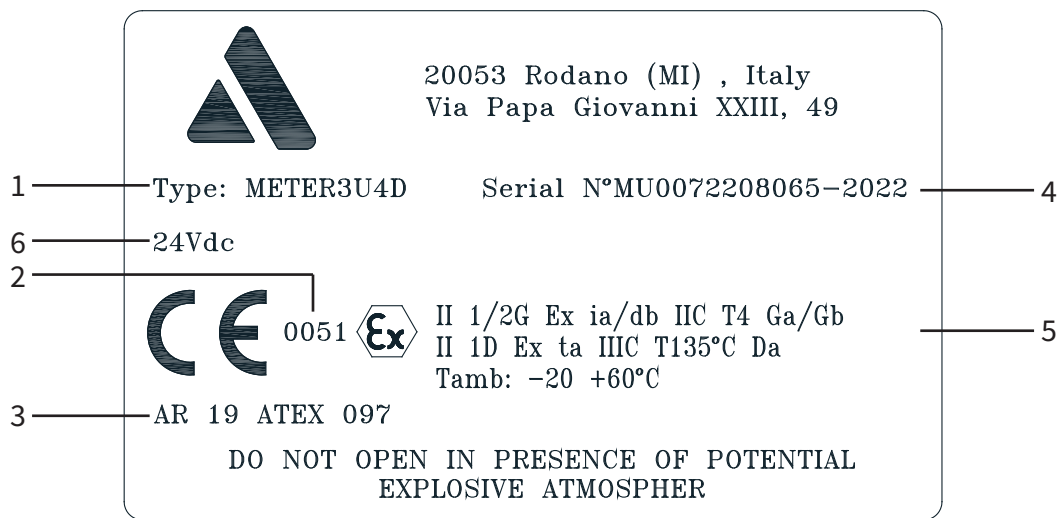 20053 Rodano (MI) , Italy
Via Papa Giovanni XXIII, 49
1 Type: METER3U4D Serial N°MU0072208065-2022 4
6 24Vdc
2
CE 0051 Ex II 1/2G Ex ia/db IIC T4 Ga/Gb
II 1D Ex ta IIIC T135°C Da 5
Tamb: -20 +60°C
3 AR 19 ATEX 097
DO NOT OPEN IN PRESENCE OF POTENTIAL
EXPLOSIVE ATMOSPHER